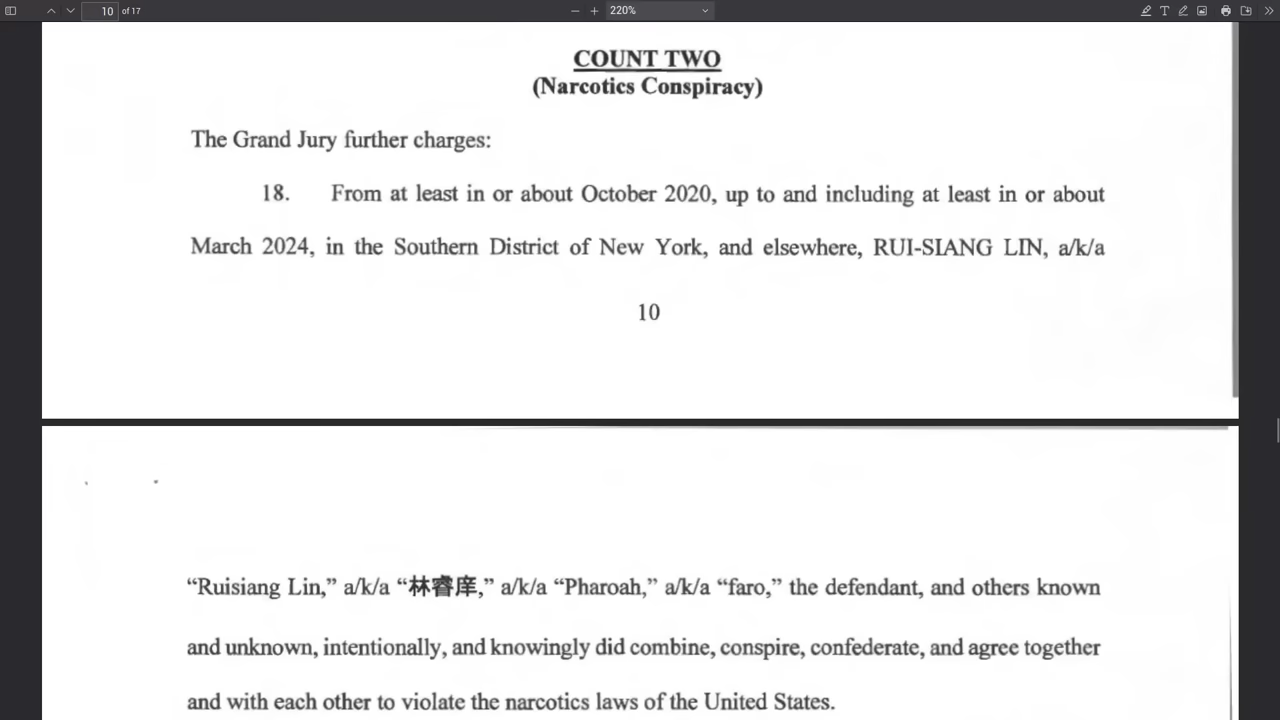 10 of 17
220%
COUNT TWO
(Narcotics Conspiracy)
The Grand Jury further charges:
18. From at least in or about October 2020, up to and including at least in or about
March 2024, in the Southern District of New York, and elsewhere, RUI-SIANG LIN, a/k/a
10
“Ruisiang Lin,” a/k/a “林睿庠,” a/k/a “Pharoah,” a/k/a “faro,” the defendant, and others known
and unknown, intentionally, and knowingly did combine, conspire, confederate, and agree together
and with each other to violate the narcotics laws of the United States.